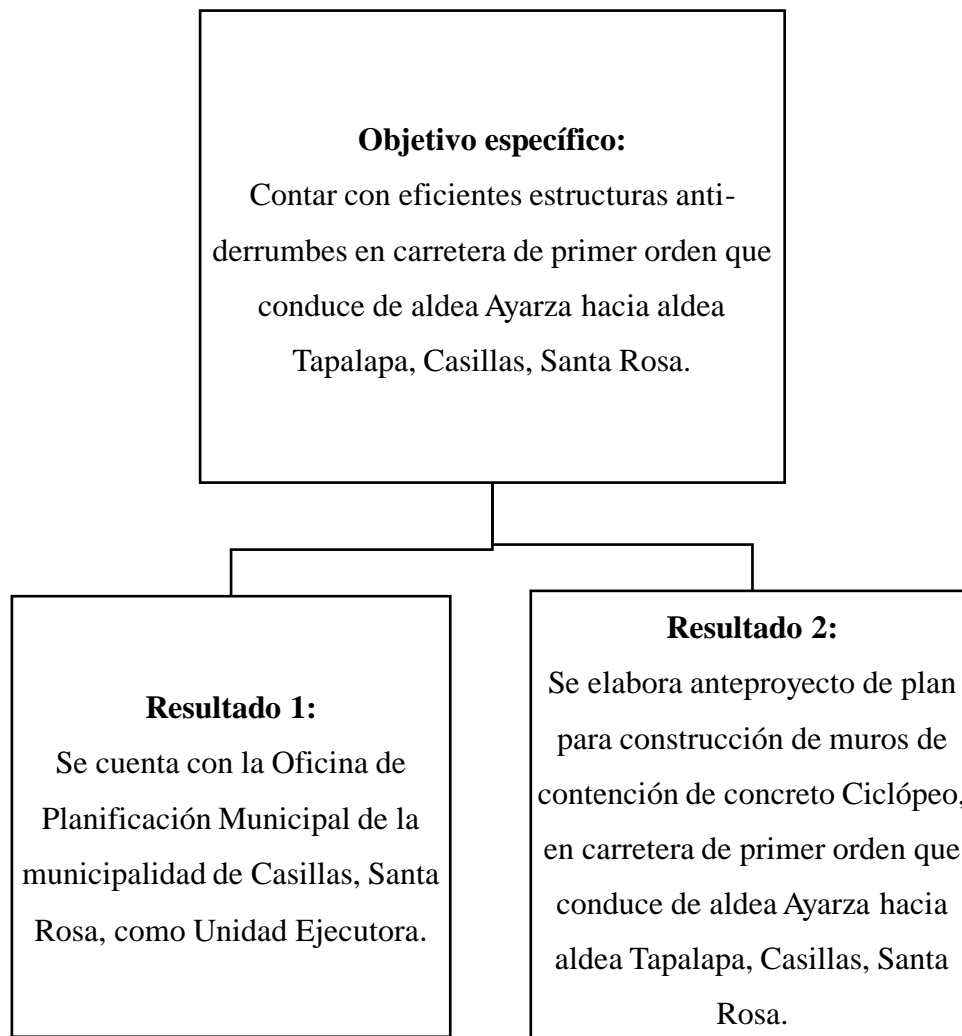 Objetivo específico:
Contar con eficientes estructuras anti-
derrumbes en carretera de primer orden que
conduce de aldea Ayarza hacia aldea
Tapalapa, Casillas, Santa Rosa.
Resultado 1:
Se cuenta con la Oficina de
Planificación Municipal de la
municipalidad de Casillas, Santa
Rosa, como Unidad Ejecutora.
Resultado 2:
Se elabora anteproyecto de plan
para construcción de muros de
contención de concreto Ciclópeo,
en carretera de primer orden que
conduce de aldea Ayarza hacia
aldea Tapalapa, Casillas, Santa
Rosa.